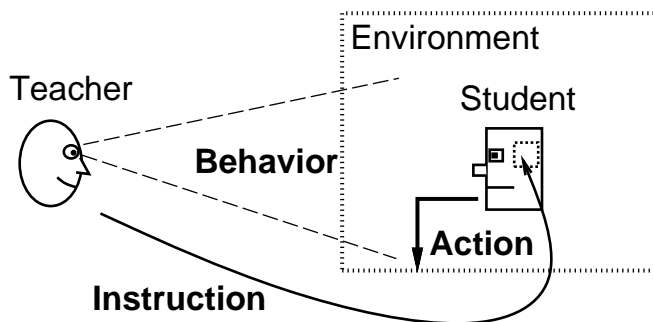 Environment
Teacher
Student
Behavior
Action
Instruction